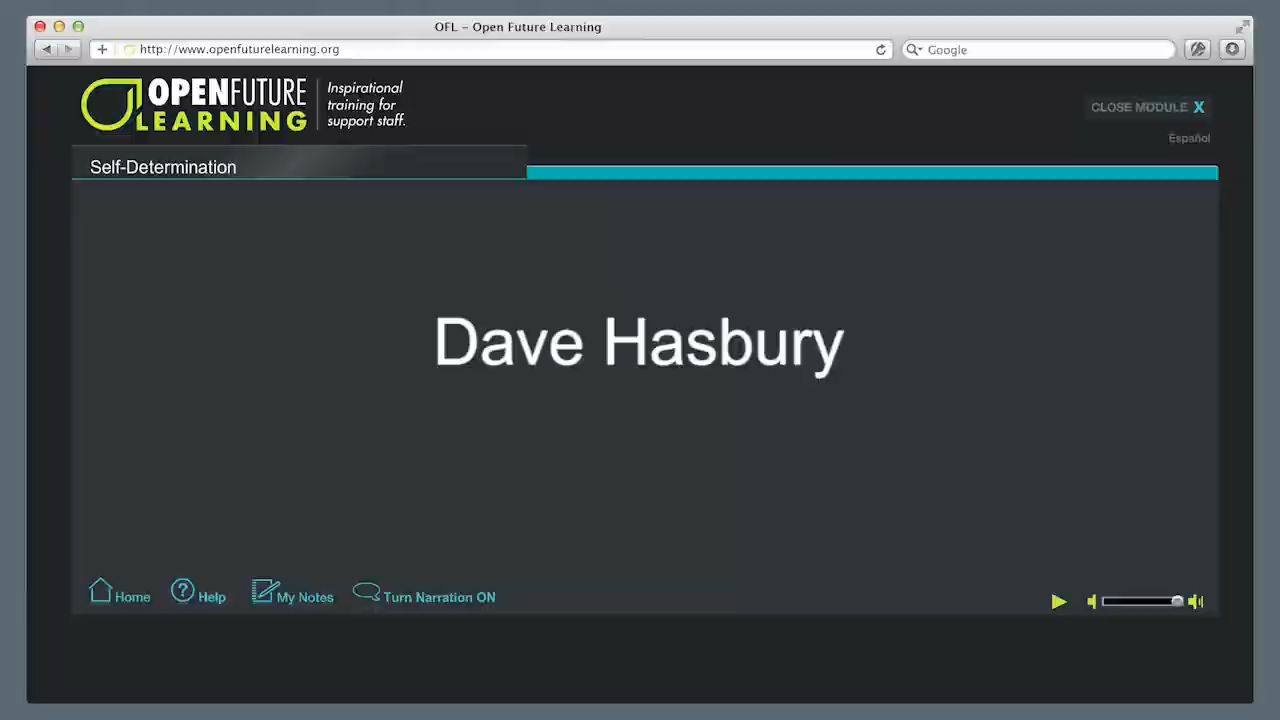 OFL – Open Future Learning
http://www.openfuturelearning.org
Google
OPENFUTURE LEARNING
Inspirational
training for
support staff.
CLOSE MODULE X
Español
Self-Determination
Dave Hasbury
Home
Help
My Notes
Turn Narration ON